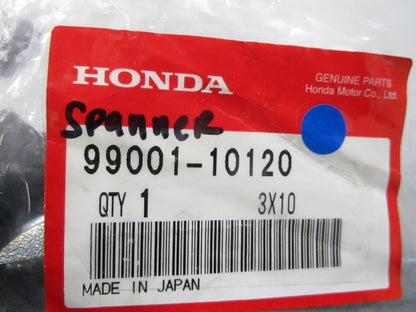 HONDA
GENUINE PARTS
Honda Motor Co., Ltd.
Spanner
99001-10120
QTY 1 3X10
MADE IN JAPAN